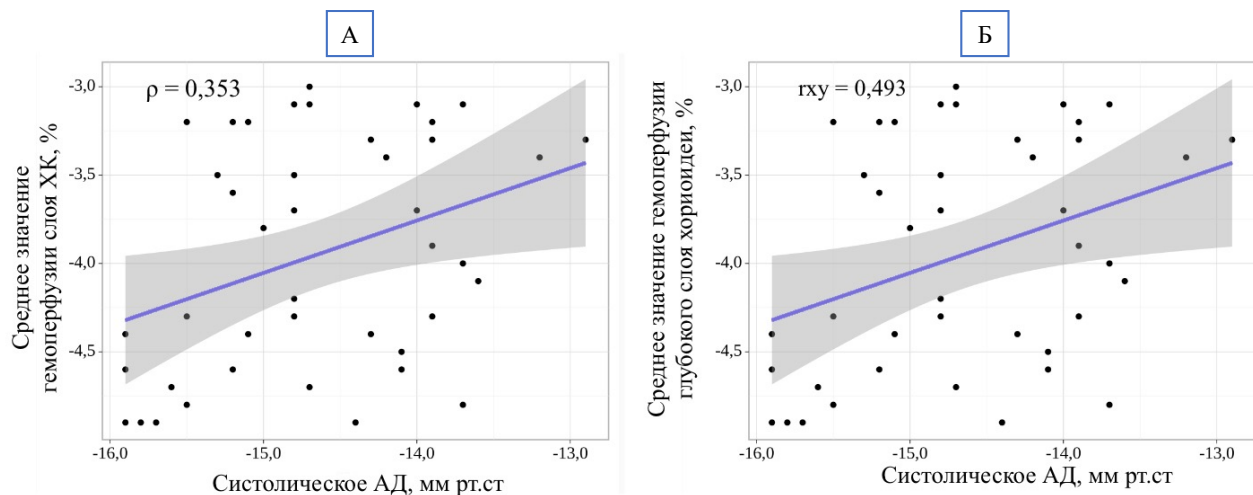 А
ρ = 0,353
Среднее значение
гемоперфузии слоя ХК, %
-3,0
-3,5
-4,0
-4,5
-16,0
-15,0
-14,0
-13,0
Систолическое АД, мм рт.ст
Б
rxy = 0,493
Среднее значение гемоперфузии
глубокого слоя хориоидеи, %
-3,0
-3,5
-4,0
-4,5
-16,0
-15,0
-14,0
-13,0
Систолическое АД, мм рт.ст